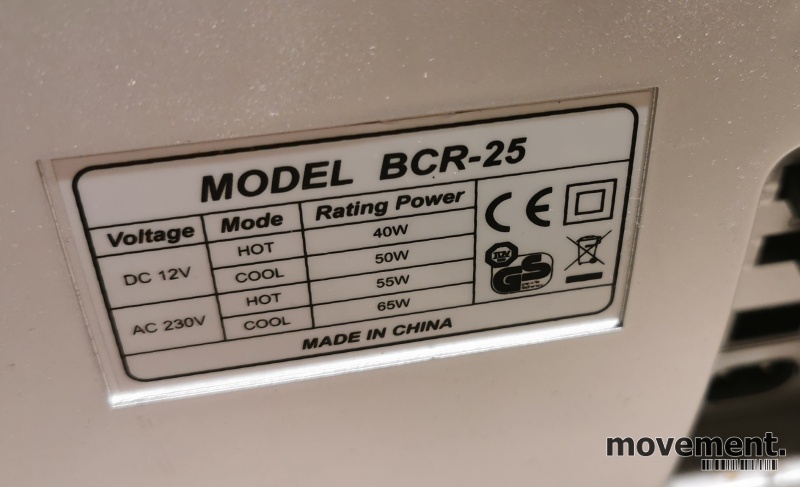 MODEL BCR-25
Voltage Mode Rating Power
DC 12V HOT 40W
COOL 50W
AC 230V HOT 55W
COOL 65W
CE
TÜV
GS
MADE IN CHINA
movement.